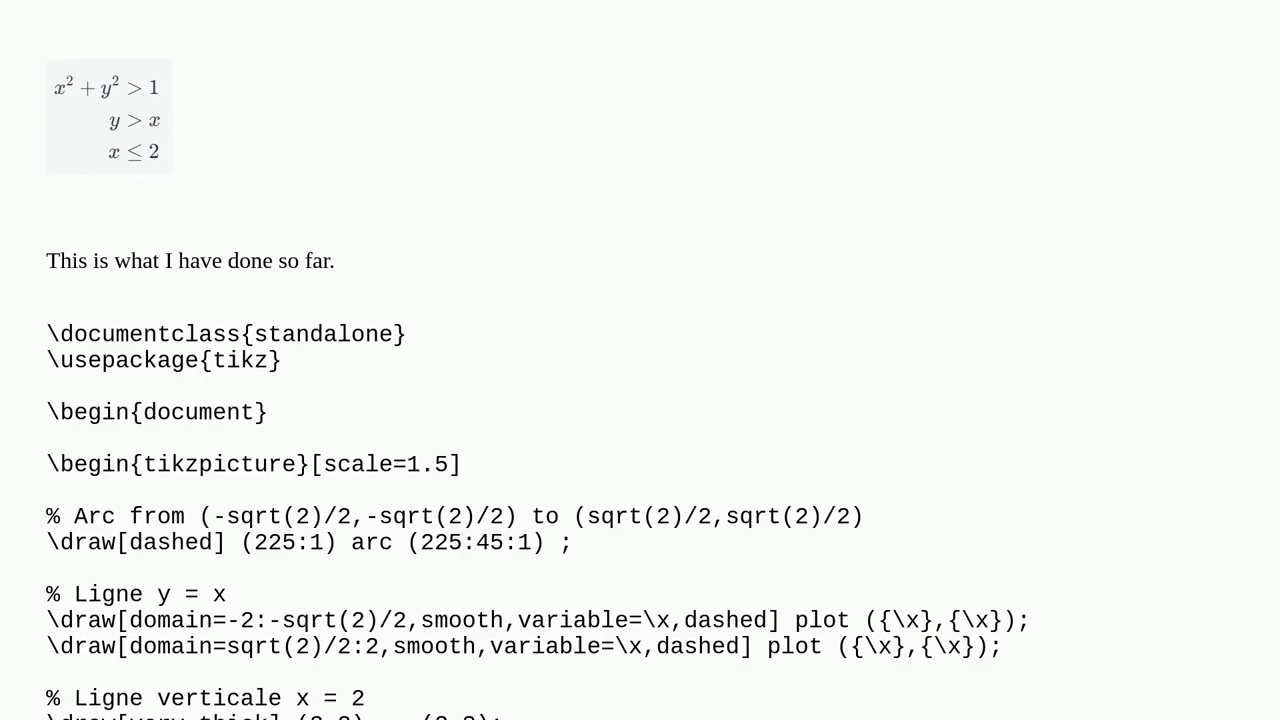 x² + y² > 1
y > x
x ≤ 2
This is what I have done so far.
\documentclass{standalone}
\usepackage{tikz}
\begin{document}
\begin{tikzpicture}[scale=1.5]
% Arc from (-sqrt(2)/2,-sqrt(2)/2) to (sqrt(2)/2,sqrt(2)/2)
\draw[dashed] (225:1) arc (225:45:1) ;
% Ligne y = x
\draw[domain=-2:-sqrt(2)/2,smooth,variable=\x,dashed] plot ({\x},{\x});
\draw[domain=sqrt(2)/2:2,smooth,variable=\x,dashed] plot ({\x},{\x});
% Ligne verticale x = 2